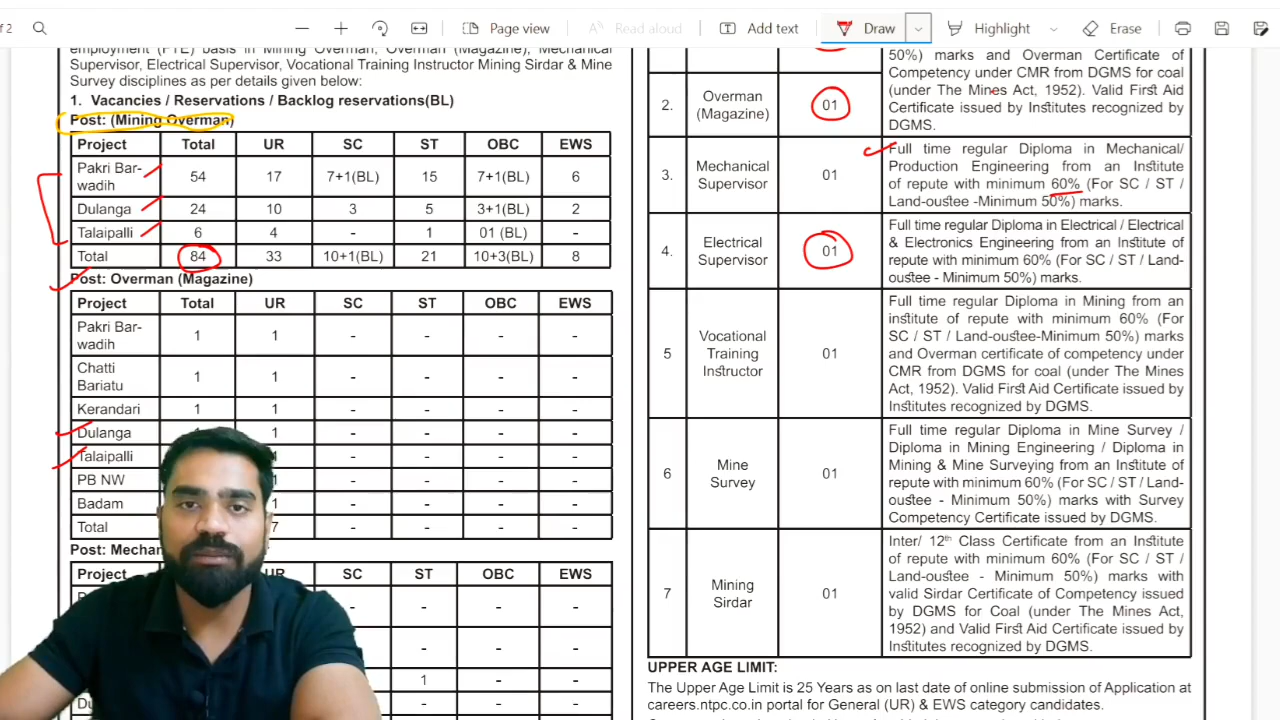 of 2
Page view
Read aloud
Add text
Draw
Highlight
Erase
employment (FTE) basis in Mining Overman, Overman (Magazine), Mechanical
Supervisor, Electrical Supervisor, Vocational Training Instructor Mining Sirdar & Mine
Survey disciplines as per details given below:
1. Vacancies / Reservations / Backlog reservations(BL)
Post: (Mining Overman)
Project Total UR SC ST OBC EWS
Pakri Bar-
wadih 54 17 7+1(BL) 15 7+1(BL) 6
Dulanga 24 10 3 5 3+1(BL) 2
Talaipalli 6 4 - 1 01 (BL) -
Total 84 33 10+1(BL) 21 10+3(BL) 8
Post: Overman (Magazine)
Project Total UR SC ST OBC EWS
Pakri Bar-
wadih 1 1 - - - -
Chatti
Bariatu 1 1 - - - -
Kerandari 1 1 - - - -
Dulanga 1 - - - -
Talaipalli - - - -
PB NW - - - -
Badam - - - -
Total 7 - - - -
Post: Mechan
Project UR SC ST OBC EWS
- - - -
- - - -
- 1 - -
50%) marks and Overman Certificate of
Competency under CMR from DGMS for coal
(under The Mines Act, 1952). Valid First Aid
Certificate issued by Institutes recognized by
DGMS.
2. Overman
(Magazine) 01
3. Mechanical
Supervisor 01
Full time regular Diploma in Mechanical/
Production Engineering from an Institute
of repute with minimum 60% (For SC / ST /
Land-oustee -Minimum 50%) marks.
4. Electrical
Supervisor 01
Full time regular Diploma in Electrical / Electrical
& Electronics Engineering from an Institute of
repute with minimum 60% (For SC / ST / Land-
oustee - Minimum 50%) marks.
5 Vocational
Training
Instructor 01
Full time regular Diploma in Mining from an
institute of repute with minimum 60% (For
SC / ST / Land-oustee-Minimum 50%) marks
and Overman certificate of competency under
CMR from DGMS for coal (under The Mines
Act, 1952). Valid First Aid Certificate issued by
Institutes recognized by DGMS.
6 Mine
Survey 01
Full time regular Diploma in Mine Survey /
Diploma in Mining Engineering / Diploma in
Mining & Mine Surveying from an Institute of
repute with minimum 60% (For SC / ST / Land-
oustee - Minimum 50%) marks with Survey
Competency Certificate issued by DGMS.
7 Mining
Sirdar 01
Inter/ 12th Class Certificate from an Institute
of repute with minimum 60% (For SC / ST /
Land-oustee - Minimum 50%) marks with
valid Sirdar Certificate of Competency issued
by DGMS for Coal (under The Mines Act,
1952) and Valid First Aid Certificate issued by
Institutes recognized by DGMS.
UPPER AGE LIMIT:
The Upper Age Limit is 25 Years as on last date of online submission of Application at
careers.ntpc.co.in portal for General (UR) & EWS category candidates.